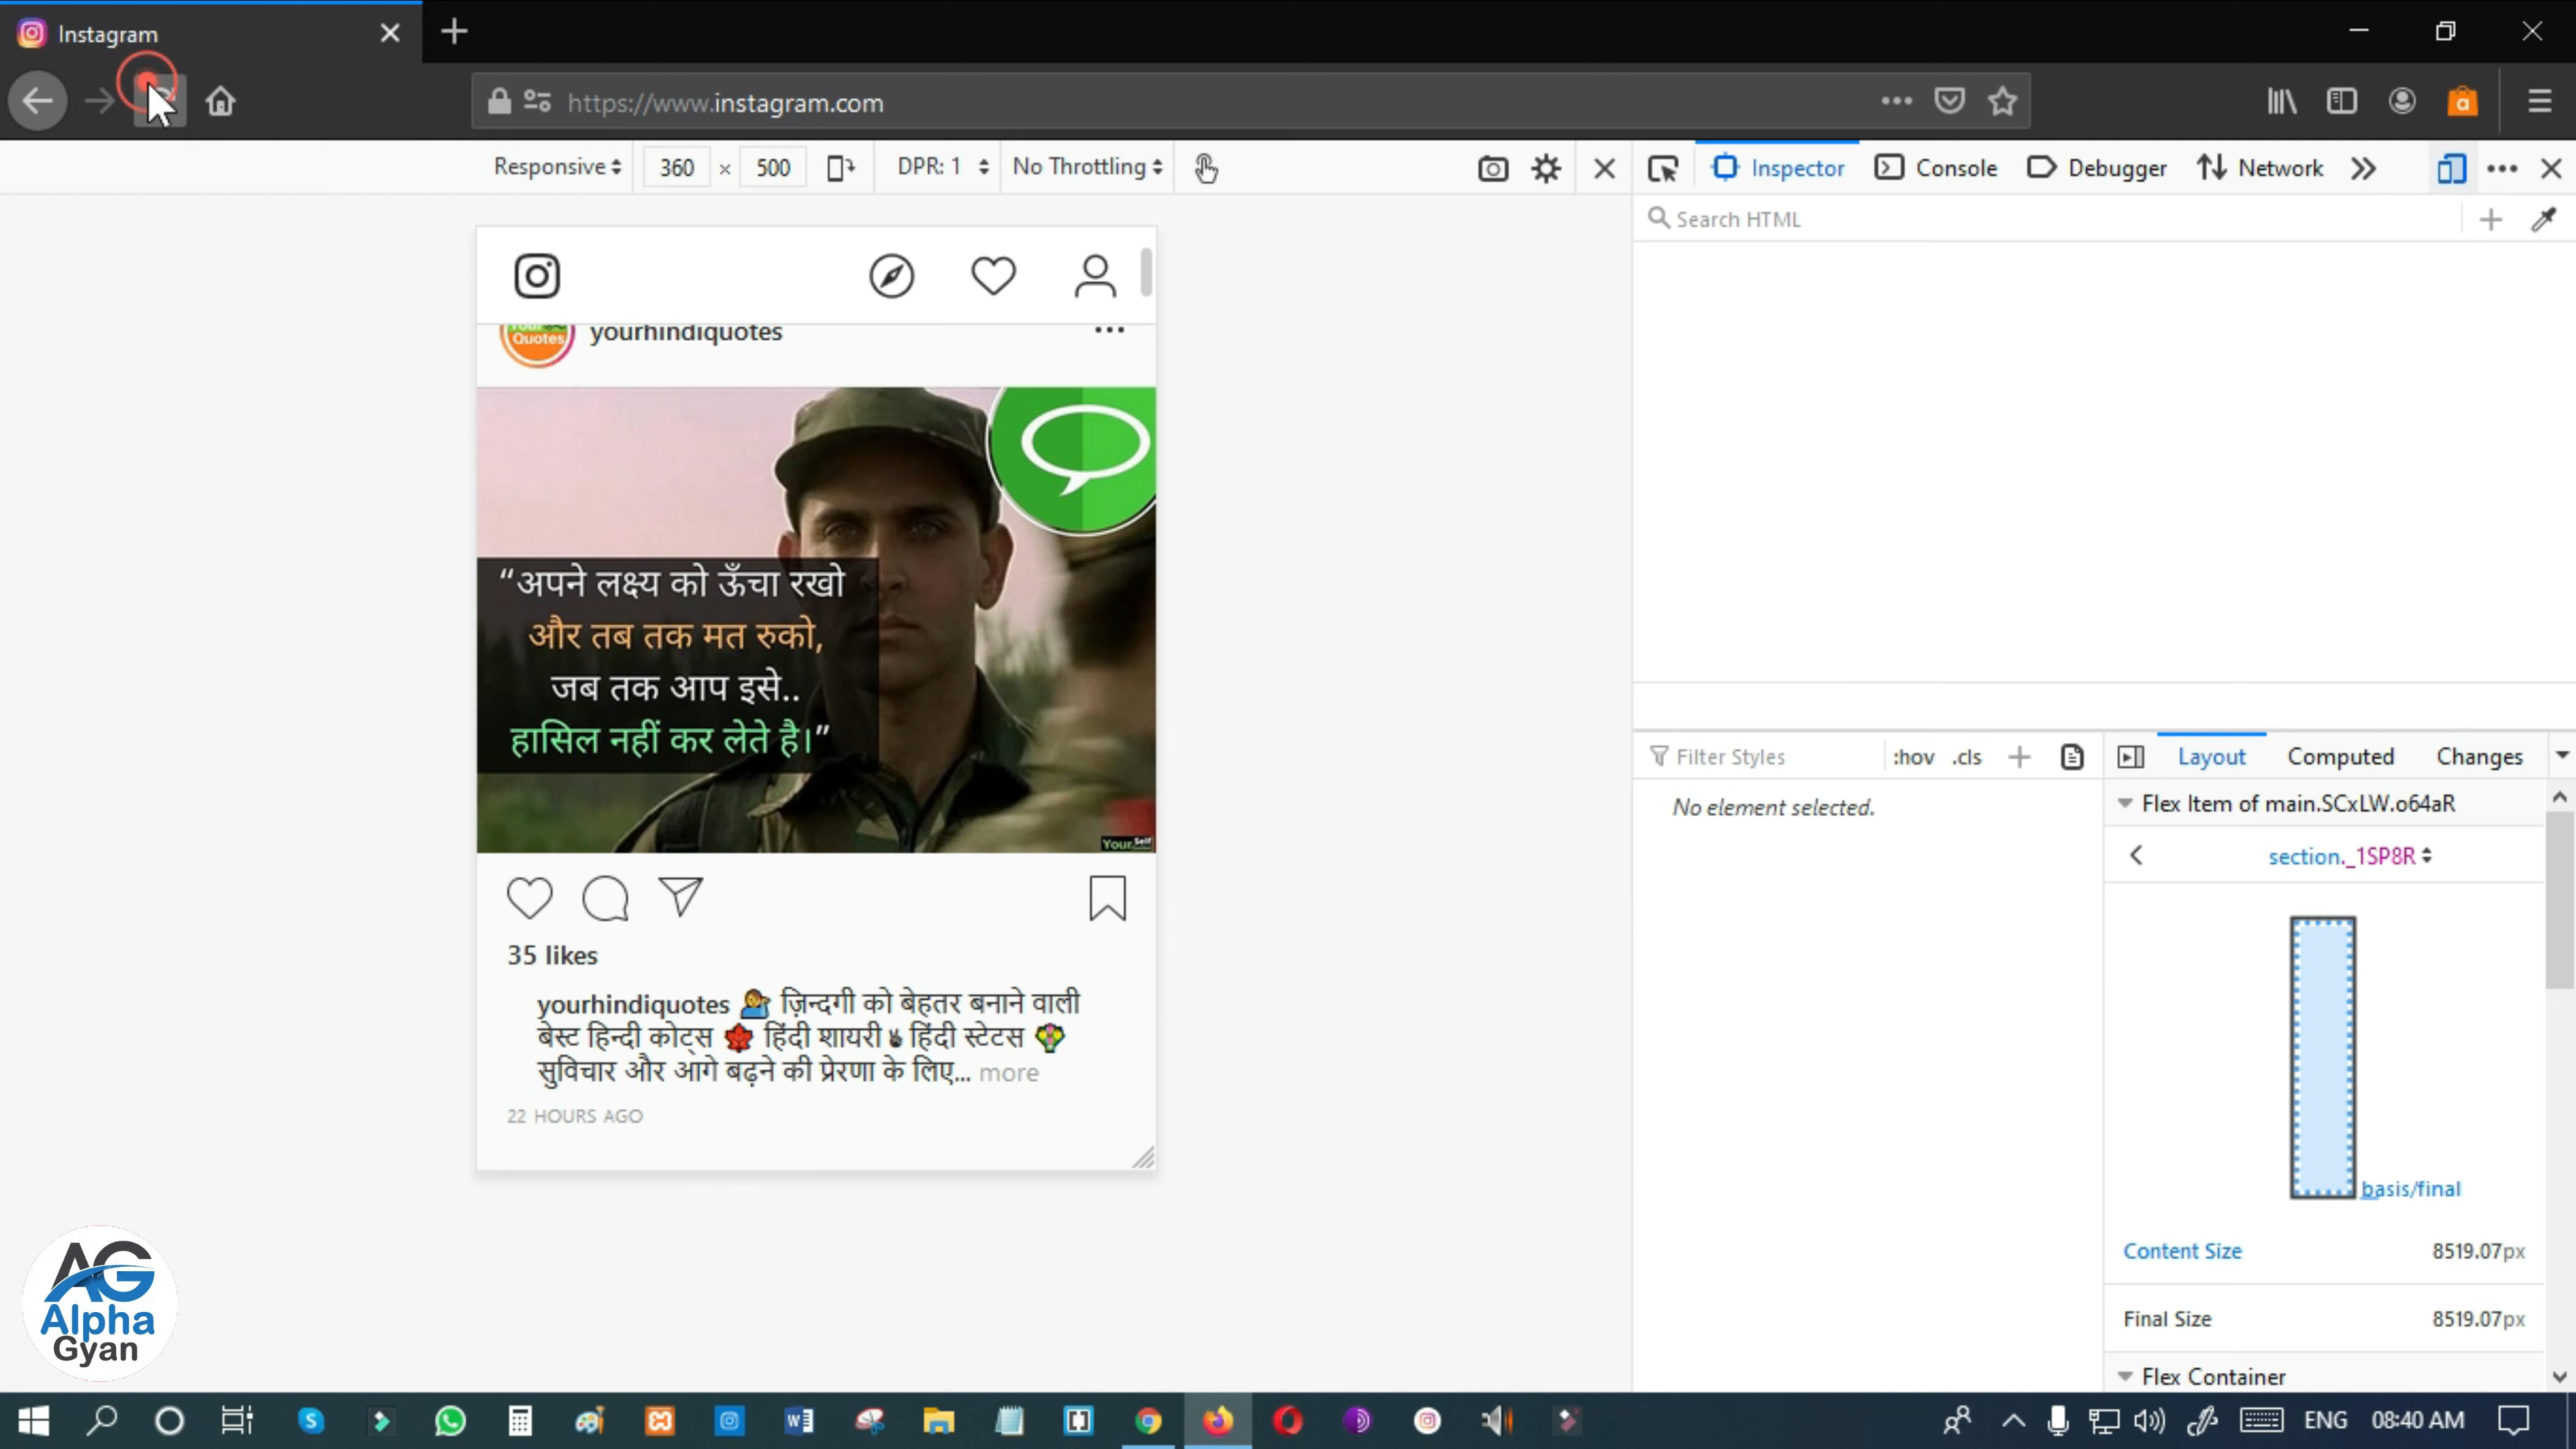 Instagram
https://www.instagram.com
Responsive 360 × 500 DPR: 1 No Throttling
Inspector Console Debugger Network
Search HTML
yourhindiquotes
Quotes
“अपने लक्ष्य को ऊँचा रखो
और तब तक मत रुको,
जब तक आप इसे..
हासिल नहीं कर लेते है।”
Your Self
35 likes
yourhindiquotes ज़िन्दगी को बेहतर बनाने वाली
बेस्ट हिन्दी कोट्स हिंदी शायरी हिंदी स्टेटस
सुविचार और आगे बढ़ने की प्रेरणा के लिए... more
22 HOURS AGO
Filter Styles :hov .cls
No element selected.
Layout Computed Changes
Flex Item of main.SCxLW.o64aR
section._1SP8R
basis/final
Content Size 8519.07px
Final Size 8519.07px
Flex Container
AG
Alpha
Gyan
ENG 08:40 AM